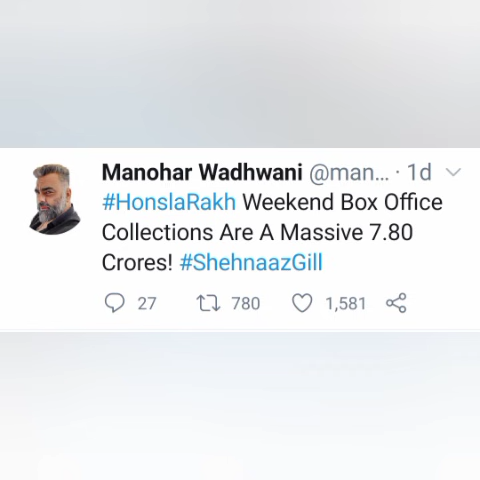 Manohar Wadhwani @man... · 1d
#HonslaRakh Weekend Box Office
Collections Are A Massive 7.80
Crores! #ShehnaazGill
27 780 1,581